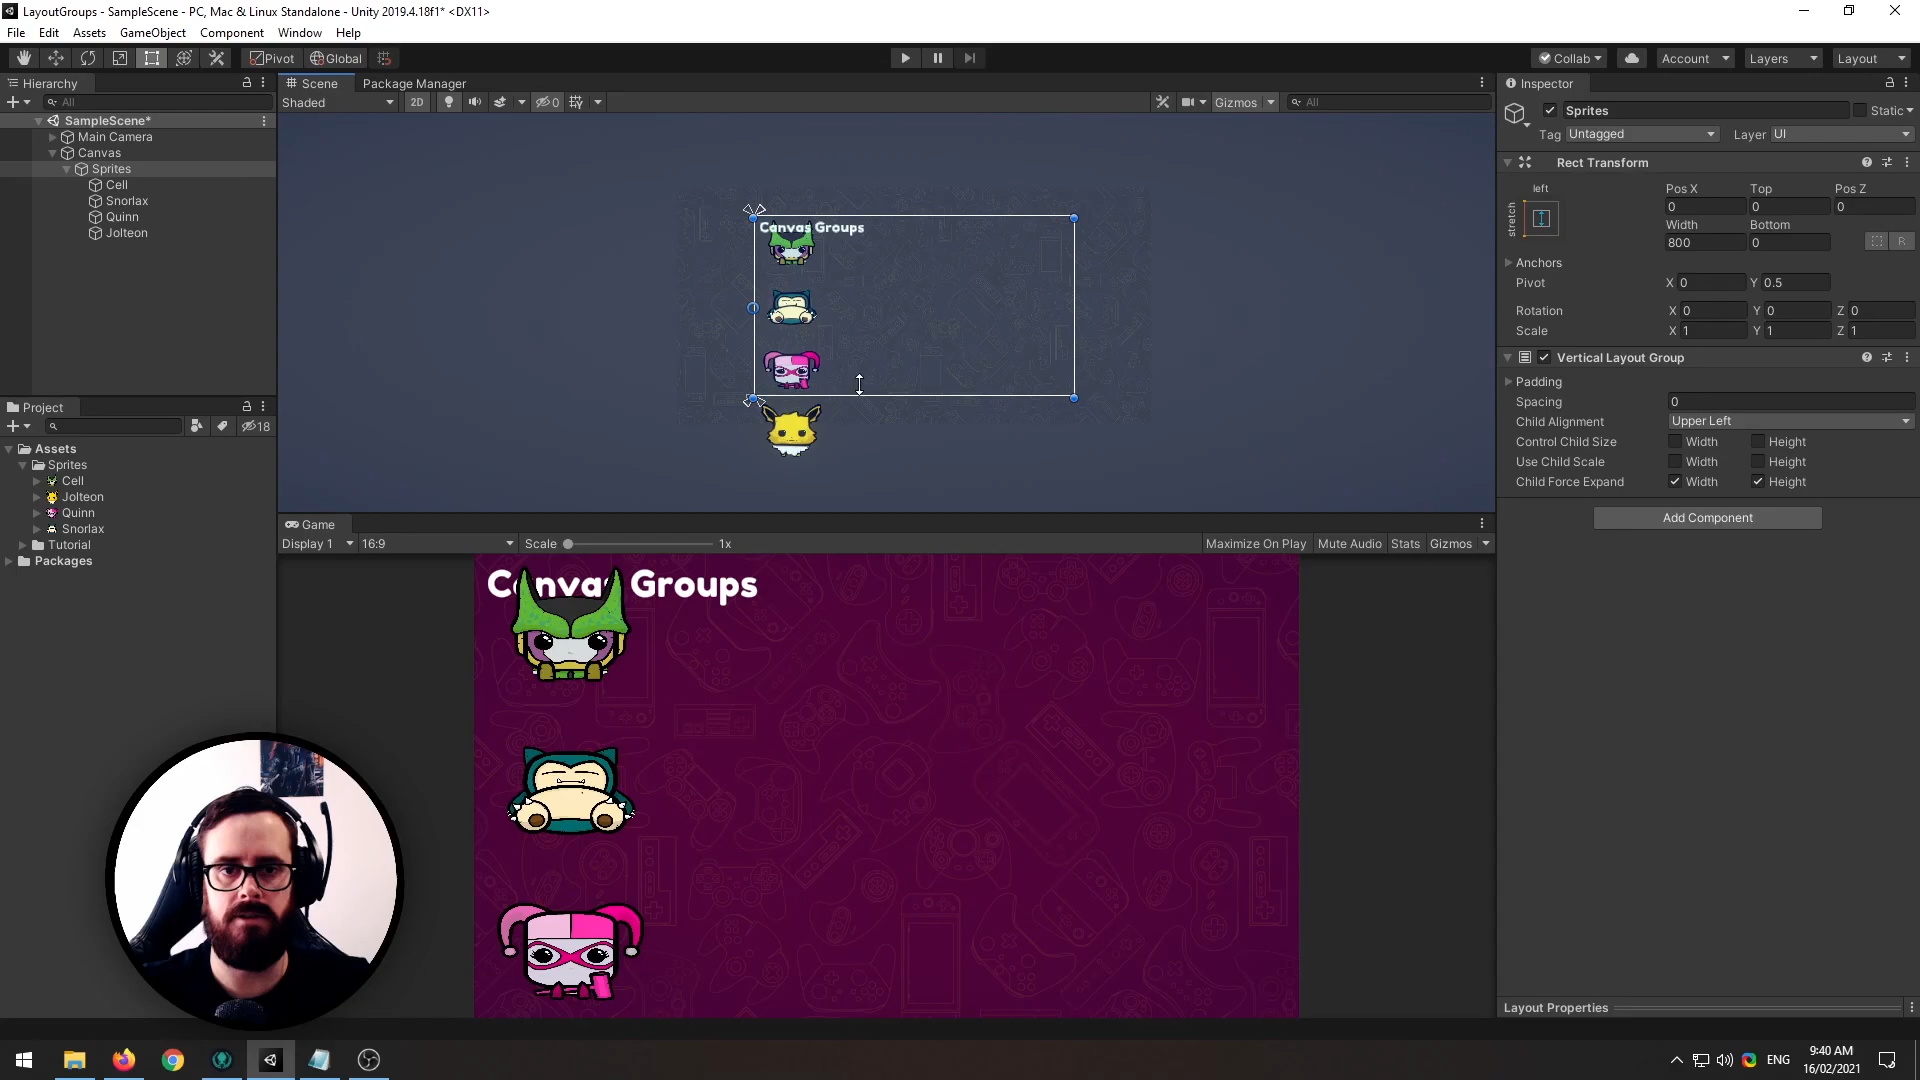 LayoutGroups - SampleScene - PC, Mac & Linux Standalone - Unity 2019.4.18f1* <DX11>
File Edit Assets GameObject Component Window Help
Pivot Global Collab Account Layers Layout
Hierarchy
All
SampleScene*
Main Camera
Canvas
Sprites
Cell
Snorlax
Quinn
Jolteon
Project
18
Assets
Sprites
Cell
Jolteon
Quinn
Snorlax
Tutorial
Packages
Scene Package Manager
Shaded 2D 0 Gizmos All
Canvas Groups
Game
Display 1 16:9 Scale 1x Maximize On Play Mute Audio Stats Gizmos
Canvas Groups
Inspector
Sprites Static
Tag Untagged Layer UI
Rect Transform
left
stretch
Pos X Top Pos Z
0 0 0
Width Bottom
800 0 R
Anchors
Pivot X 0 Y 0.5
Rotation X 0 Y 0 Z 0
Scale X 1 Y 1 Z 1
Vertical Layout Group
Padding
Spacing 0
Child Alignment Upper Left
Control Child Size Width Height
Use Child Scale Width Height
Child Force Expand Width Height
Add Component
Layout Properties
ENG
9:40 AM
16/02/2021